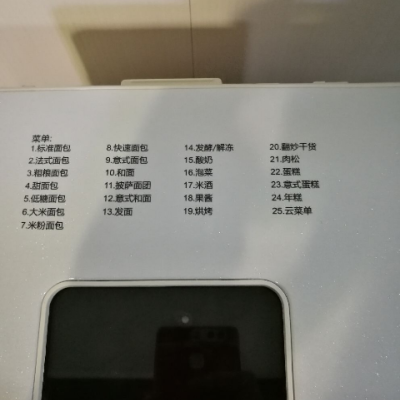 菜单:
1.标准面包
2.法式面包
3.粗粮面包
4.甜面包
5.低糖面包
6.大米面包
7.米粉面包
8.快速面包
9.意式面包
10.和面
11.披萨面团
12.意式和面
13.发面
14.发酵/解冻
15.酸奶
16.泡菜
17.米酒
18.果酱
19.烘烤
20.翻炒干货
21.肉松
22.蛋糕
23.意式蛋糕
24.年糕
25.云菜单